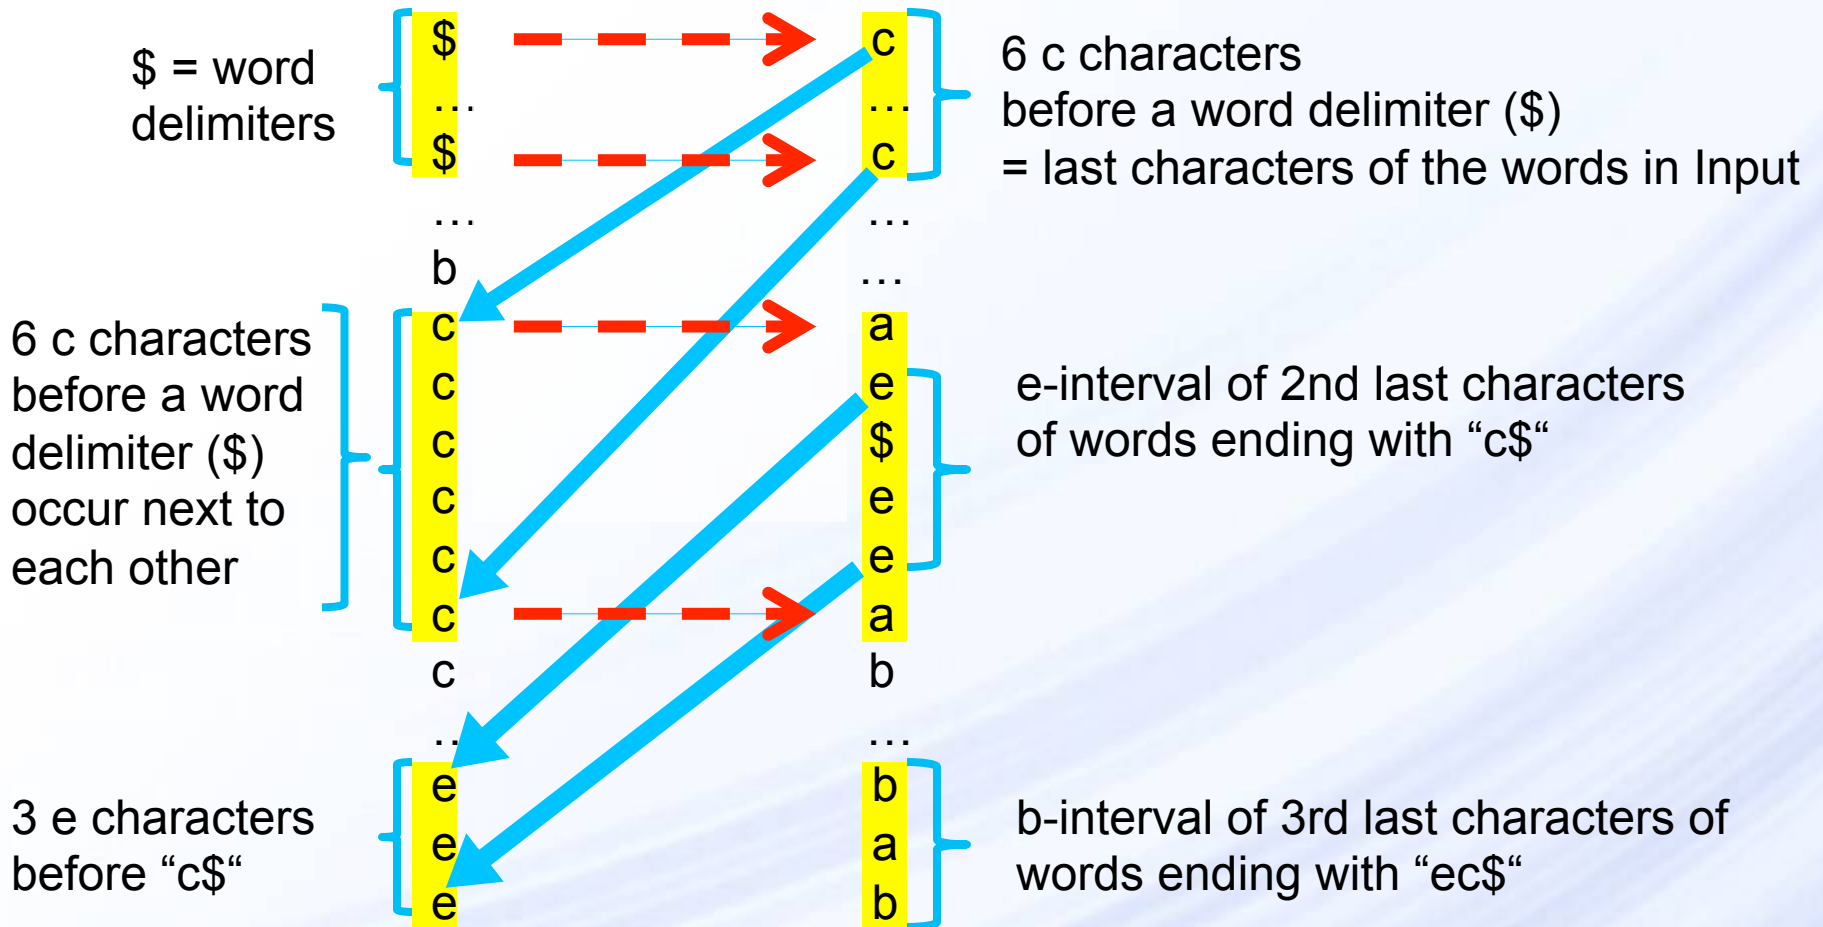 $ = word
delimiters
$
…
$
…
b
c
c
c
c
c
c
c
…
e
e
e
c
…
c
…
…
a
e
$
e
e
a
b
…
b
a
b
6 c characters
before a word delimiter ($)
= last characters of the words in Input
6 c characters
before a word
delimiter ($)
occur next to
each other
e-interval of 2nd last characters
of words ending with “c$“
3 e characters
before “c$“
b-interval of 3rd last characters of
words ending with “ec$“